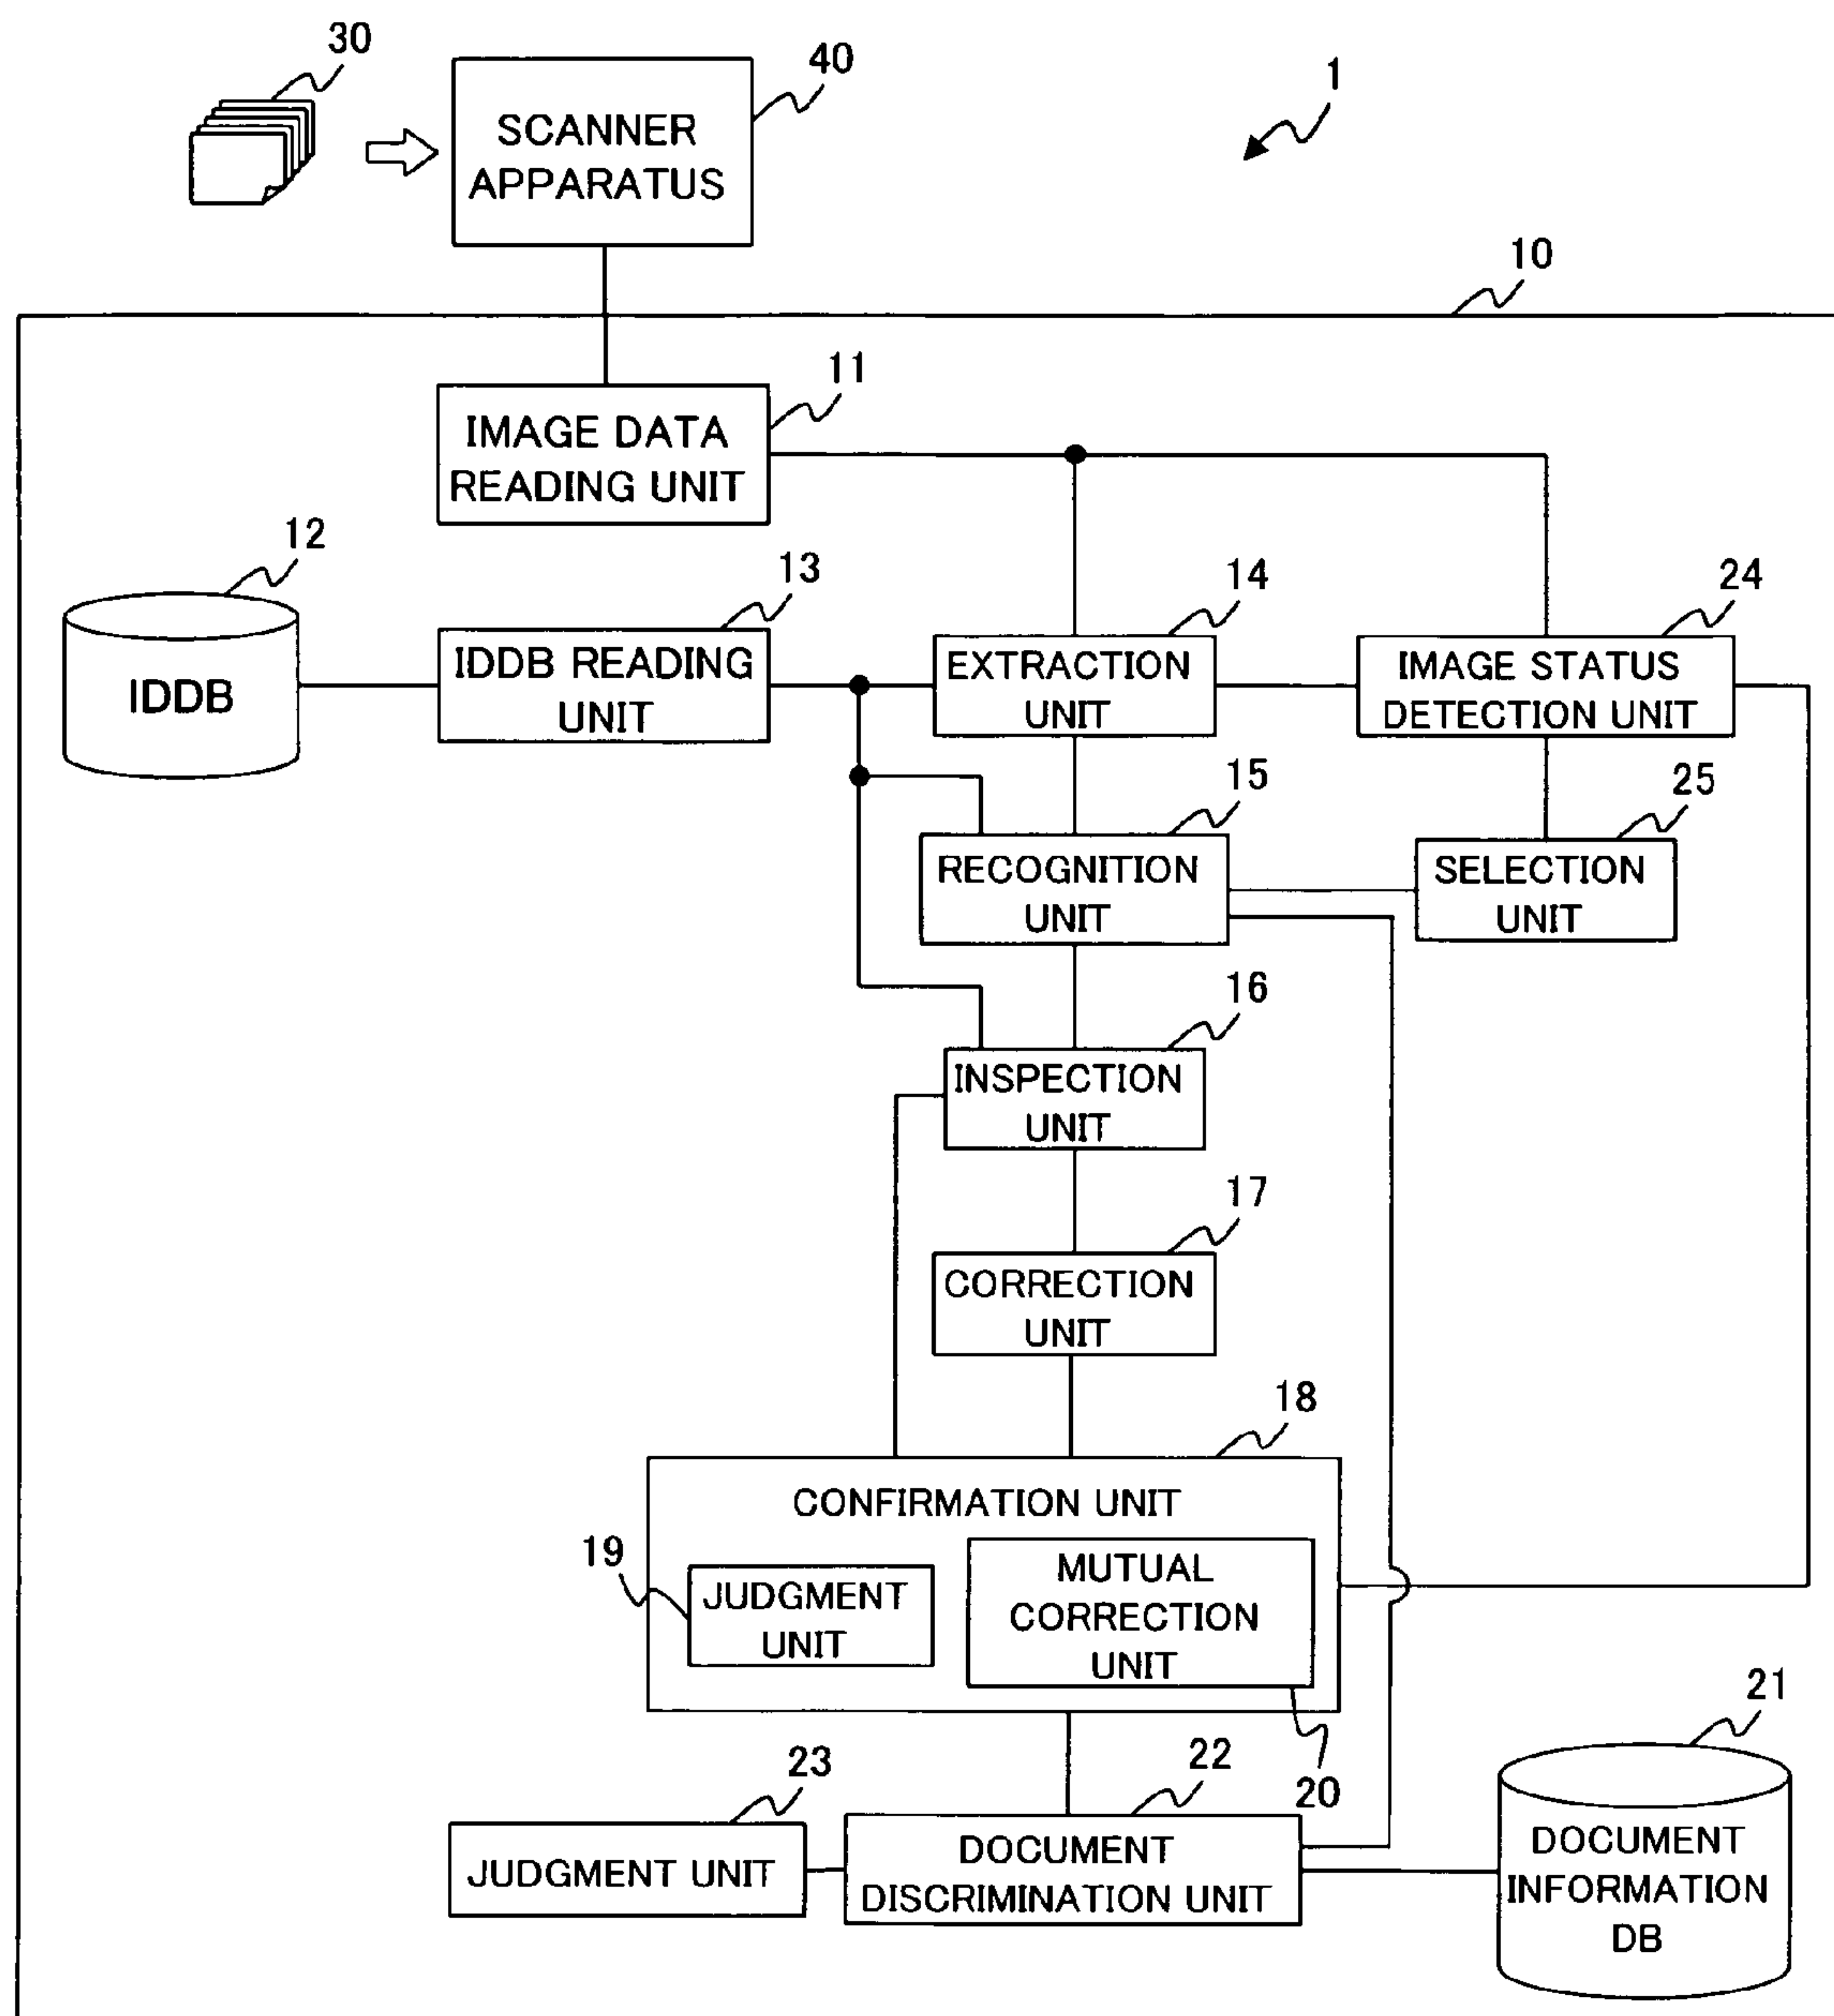 30
40
SCANNER
APPARATUS
1
10
11
IMAGE DATA
READING UNIT
12
IDDB
13
IDDB READING
UNIT
14
EXTRACTION
UNIT
24
IMAGE STATUS
DETECTION UNIT
15
RECOGNITION
UNIT
25
SELECTION
UNIT
16
INSPECTION
UNIT
17
CORRECTION
UNIT
18
CONFIRMATION UNIT
19
JUDGMENT
UNIT
MUTUAL
CORRECTION
UNIT
20
21
DOCUMENT
INFORMATION
DB
22
DOCUMENT
DISCRIMINATION UNIT
23
JUDGMENT UNIT